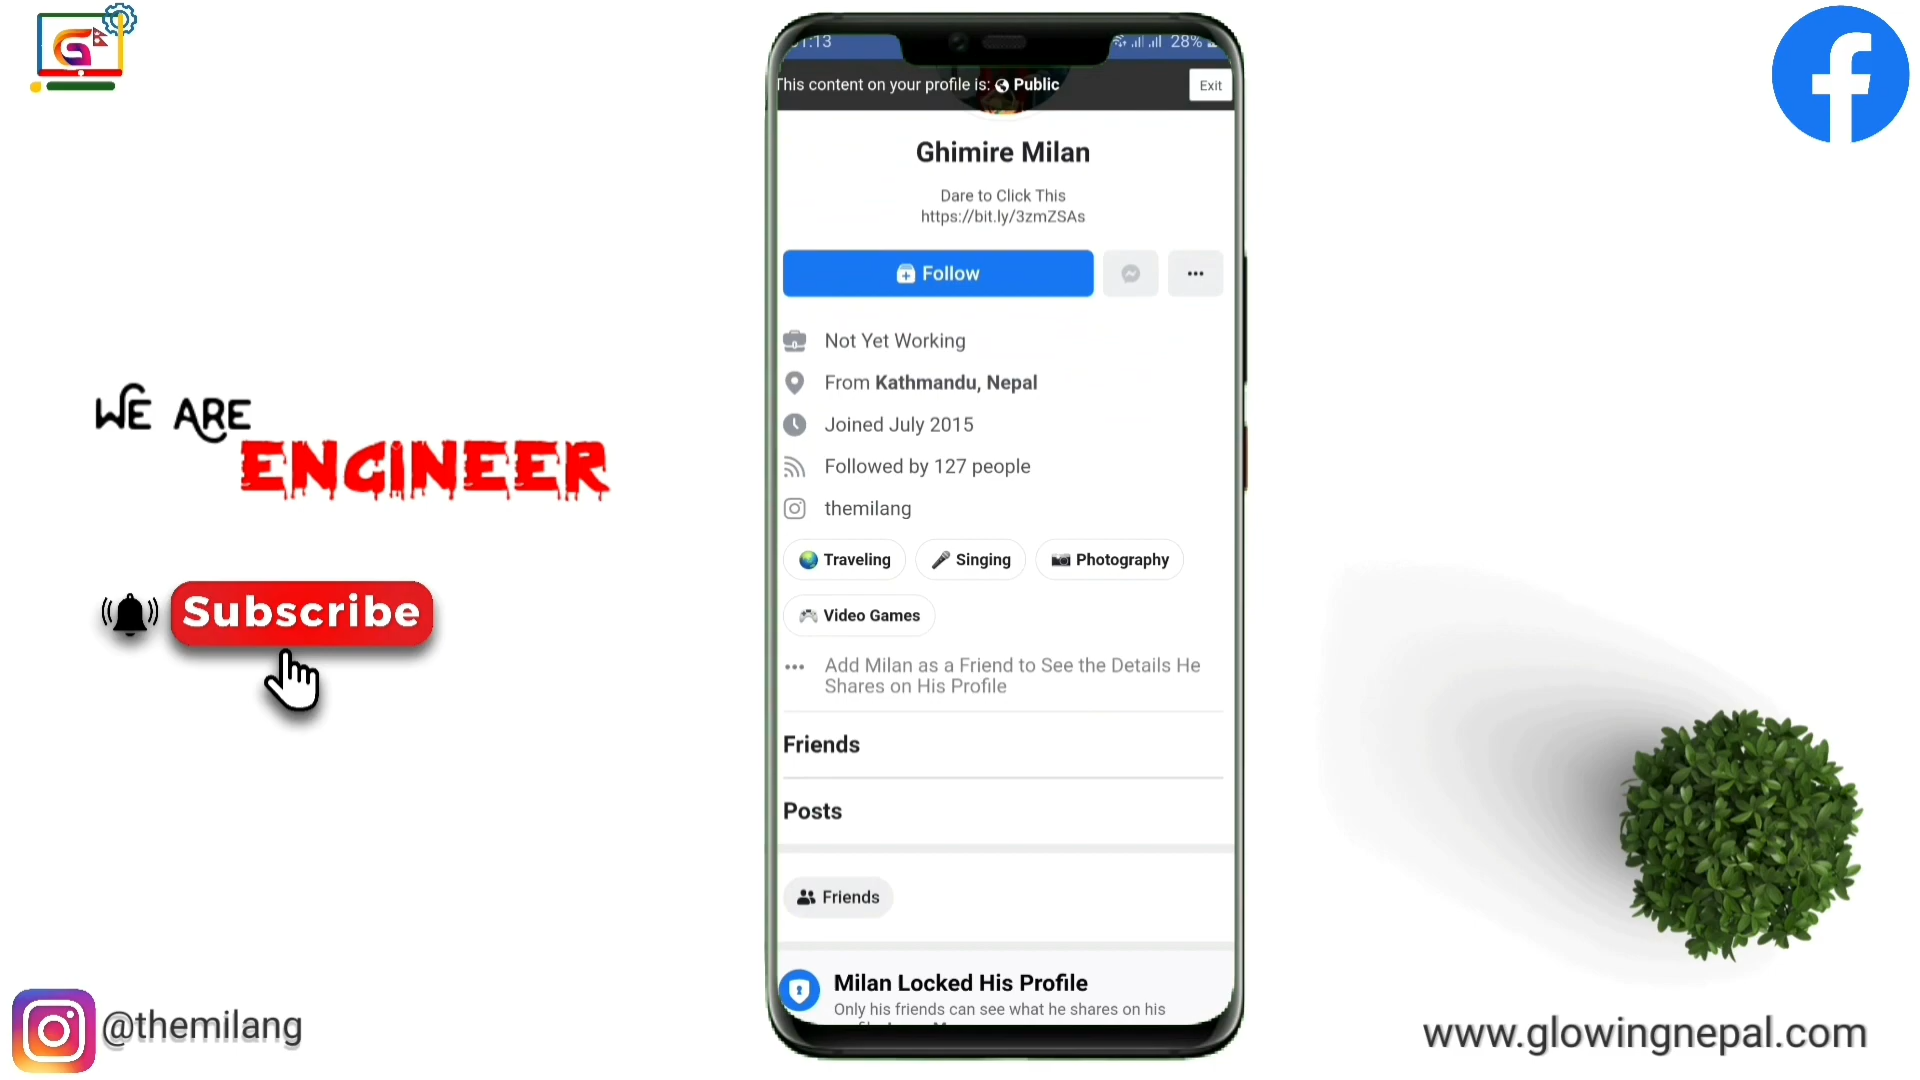 01:13
28%
This content on your profile is: Public
Exit
Ghimire Milan
Dare to Click This
https://bit.ly/3zmZSAs
Follow
Not Yet Working
From Kathmandu, Nepal
Joined July 2015
Followed by 127 people
themilang
Traveling
Singing
Photography
Video Games
Add Milan as a Friend to See the Details He
Shares on His Profile
Friends
Posts
Friends
Milan Locked His Profile
Only his friends can see what he shares on his
WE ARE
ENGINEER
Subscribe
@themilang
www.glowingnepal.com